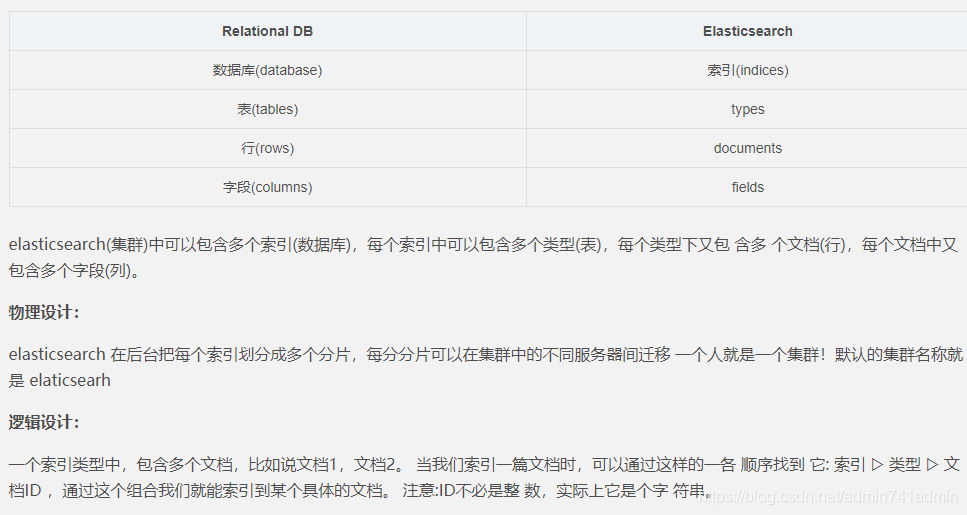 Relational DB Elasticsearch
数据库(database) 索引(indices)
表(tables) types
行(rows) documents
字段(columns) fields
elasticsearch(集群)中可以包含多个索引(数据库)，每个索引中可以包含多个类型(表)，每个类型下又包 含多 个文档(行)，每个文档中又
包含多个字段(列)。
物理设计：
elasticsearch 在后台把每个索引划分成多个分片，每分分片可以在集群中的不同服务器间迁移 一个人就是一个集群！默认的集群名称就
是 elaticsearh
逻辑设计：
一个索引类型中，包含多个文档，比如说文档1，文档2。 当我们索引一篇文档时，可以通过这样的一各 顺序找到 它: 索引 ▷ 类型 ▷ 文
档ID ，通过这个组合我们就能索引到某个具体的文档。 注意:ID不必是整 数，实际上它是个字 符串。
https://blog.csdn.net/admin741admin